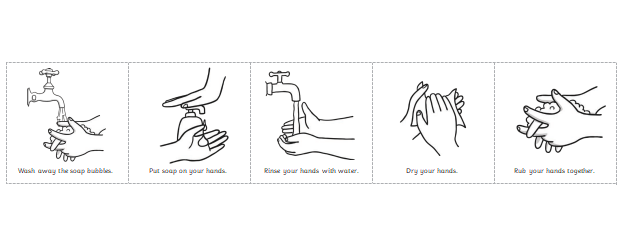 Wash away the soap bubbles.
Put soap on your hands.
Rinse your hands with water.
Dry your hands.
Rub your hands together.